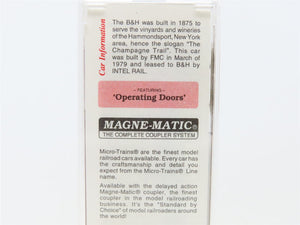 Car Information
The B&H was built in 1875 to
serve the vinyards and wineries
of the Hammondsport, New York
area, hence the slogan "The
Champagne Trail". This car
was built by FMC in March of
1979 and leased to B&H by
INTEL RAIL.
— FEATURING —
'Operating Doors'
MAGNE-MATIC®
THE COMPLETE COUPLER SYSTEM
Micro-Trains® are the finest model
railroad cars available. Every car has
the craftsmanship and detail you
expect from the Micro-Trains® Line
name.
Available with the delayed action
Magne-Matic® coupler, the finest
coupler in the model railroading
business. It's the "Standard by
Choice" of model railroaders around
the world!